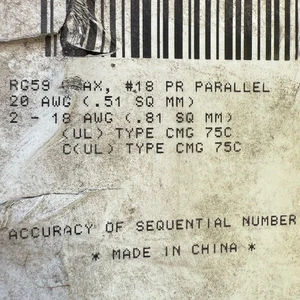 RG59 AX, #18 PR PARALLEL
20 AWG (.51 SQ MM)
2 - 18 AWG (.81 SQ MM)
(UL) TYPE CMG 75C
C(UL) TYPE CMG 75C
ACCURACY OF SEQUENTIAL NUMBER
* MADE IN CHINA *